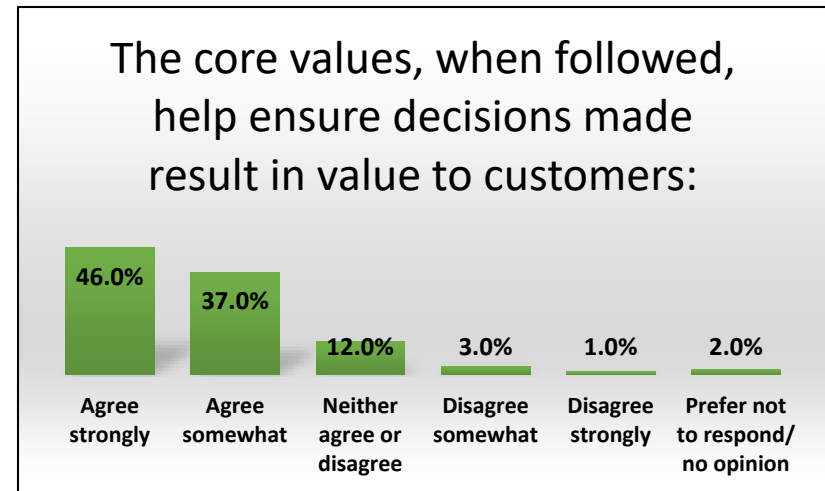 The core values, when followed,
help ensure decisions made
result in value to customers:
46.0%
37.0%
12.0%
3.0%
1.0%
2.0%
Agree
strongly
Agree
somewhat
Neither
agree or
disagree
Disagree
somewhat
Disagree
strongly
Prefer not
to respond/
no opinion